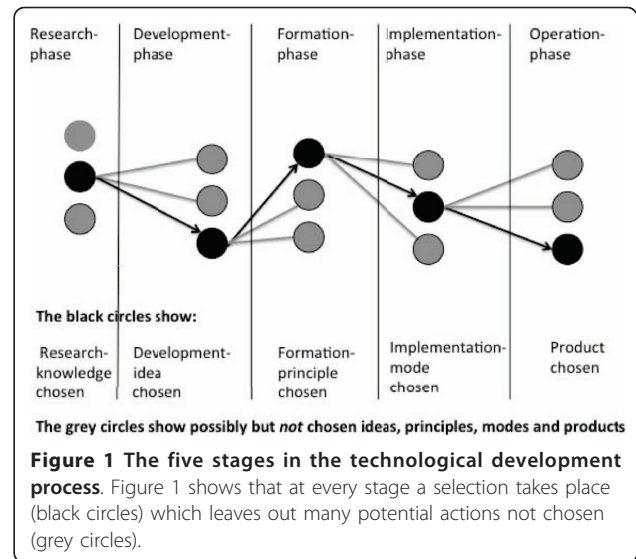 Research-phase
Development-phase
Formation-phase
Implementation-phase
Operation-phase
The black circles show:
Research-knowledge chosen
Development-idea chosen
Formation-principle chosen
Implementation-mode chosen
Product chosen
The grey circles show possibly but not chosen ideas, principles, modes and products
Figure 1 The five stages in the technological development
process. Figure 1 shows that at every stage a selection takes place
(black circles) which leaves out many potential actions not chosen
(grey circles).